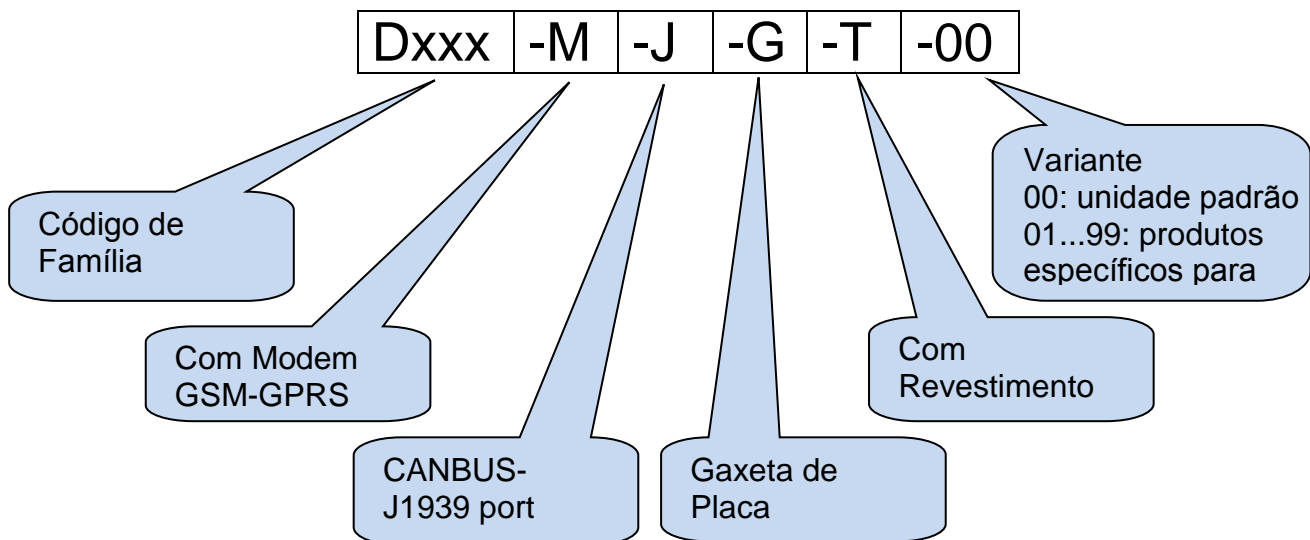 Dxxx -M -J -G -T -00
Variante
00: unidade padrão
01...99: produtos
específicos para
Código de
Família
Com Modem
GSM-GPRS
Com
Revestimento
CANBUS-
J1939 port
Gaxeta de
Placa